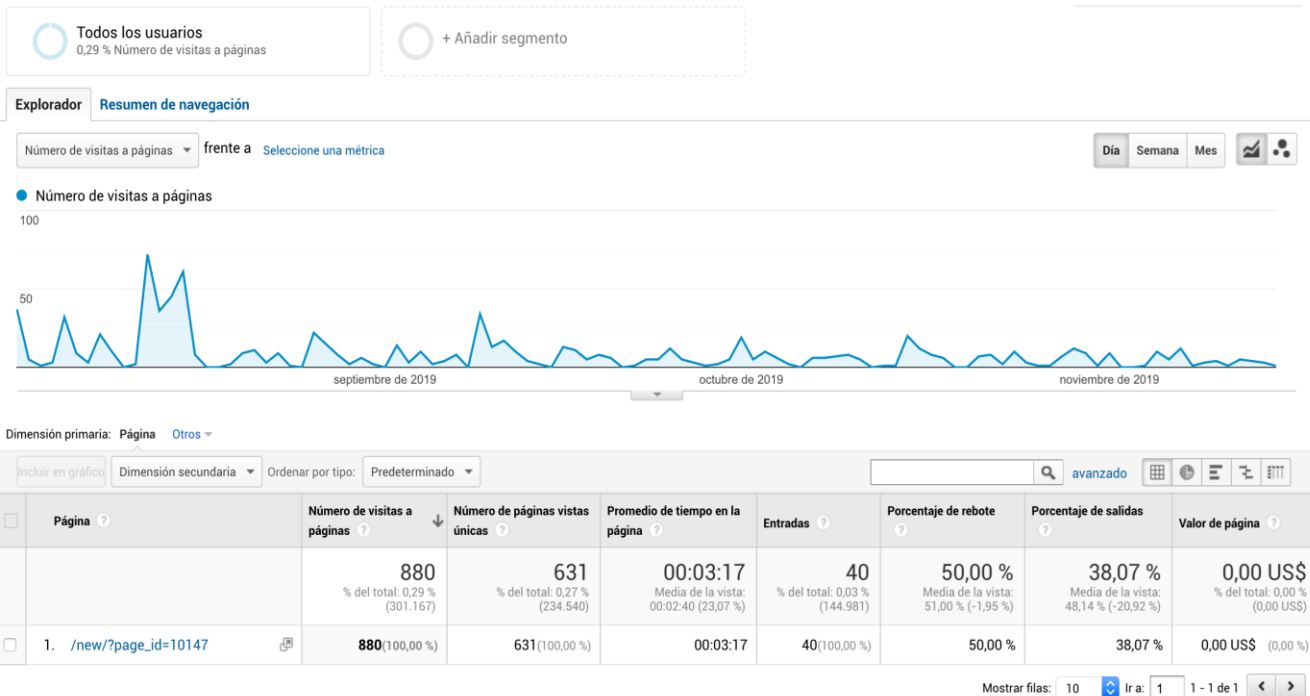 Todos los usuarios
0,29 % Número de visitas a páginas
+ Añadir segmento
Explorador Resumen de navegación
Número de visitas a páginas frente a Seleccione una métrica
Día Semana Mes
Número de visitas a páginas
100
50
septiembre de 2019 octubre de 2019 noviembre de 2019
Dimensión primaria: Página Otros
Incluir en gráfico Dimensión secundaria Ordenar por tipo: Predeterminado avanzado
Página ? Número de visitas a páginas ? Número de páginas vistas únicas ? Promedio de tiempo en la página ? Entradas ? Porcentaje de rebote ? Porcentaje de salidas ? Valor de página ?
880 631 00:03:17 40 50,00 % 38,07 % 0,00 US$
% del total: 0,29 % % del total: 0,27 % Media de la vista: % del total: 0,03 % Media de la vista: Media de la vista: % del total: 0,00 %
(301.167) (234.540) 00:02:40 (23,07 %) (144.981) 51,00 % (-1,95 %) 48,14 % (-20,92 %) (0,00 US$)
1. /new/?page_id=10147 880(100,00 %) 631(100,00 %) 00:03:17 40(100,00 %) 50,00 % 38,07 % 0,00 US$ (0,00 %)
Mostrar filas: 10 Ir a: 1 1 - 1 de 1